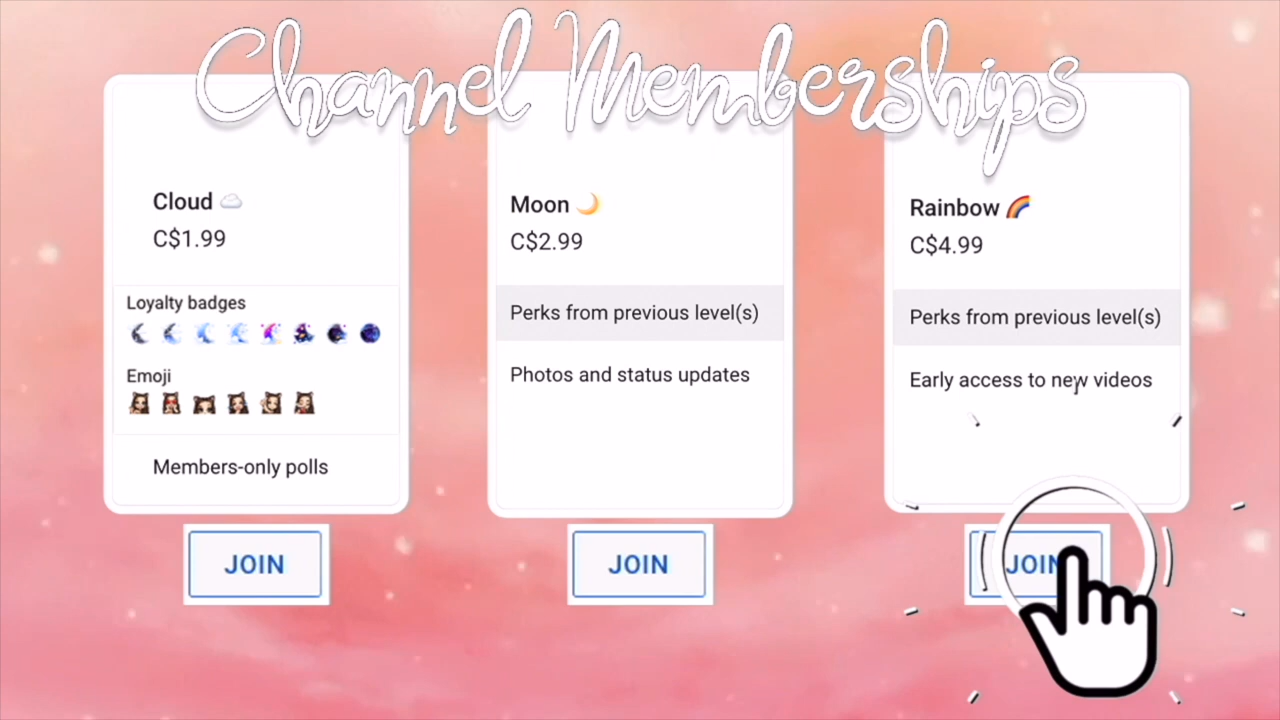 Channel Memberships
Cloud ☁️
C$1.99
Loyalty badges
Emoji
Members-only polls
JOIN
Moon 🌙
C$2.99
Perks from previous level(s)
Photos and status updates
JOIN
Rainbow 🌈
C$4.99
Perks from previous level(s)
Early access to new videos
JOIN